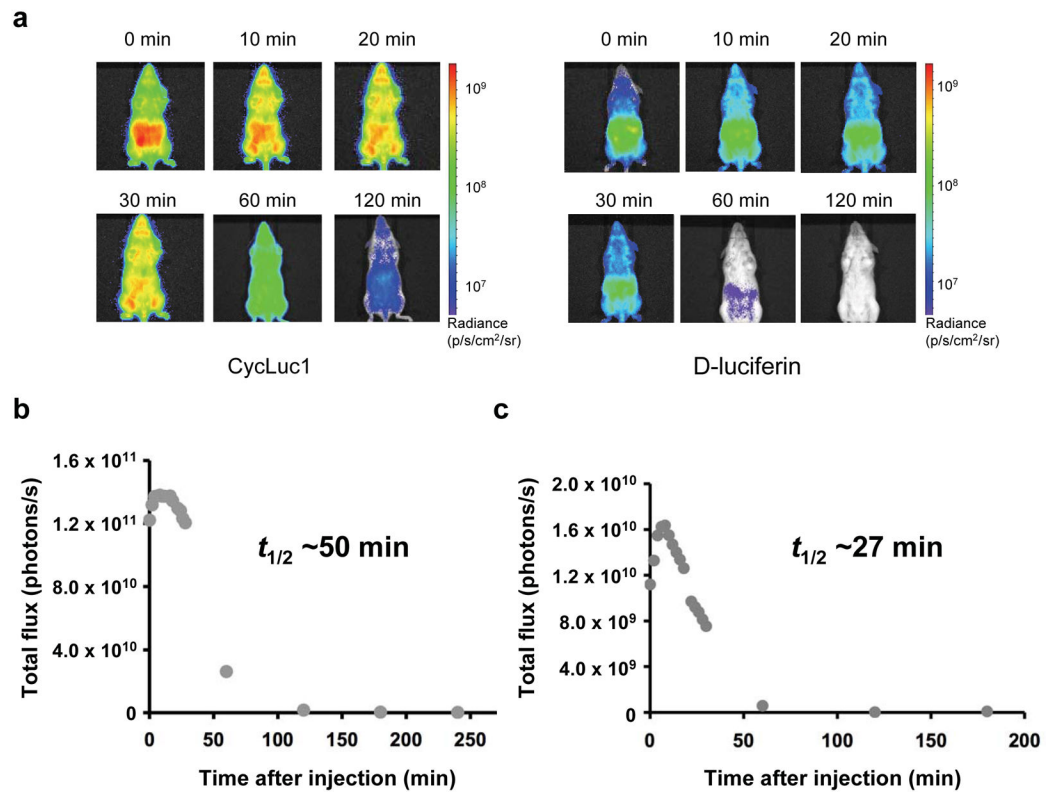 a
0 min 10 min 20 min
10⁹
10⁸
30 min 60 min 120 min
10⁷
Radiance
(p/s/cm²/sr)
CycLuc1
0 min 10 min 20 min
10⁹
10⁸
30 min 60 min 120 min
10⁷
Radiance
(p/s/cm²/sr)
D-luciferin
b
Total flux (photons/s)
1.6 x 10¹¹
1.2 x 10¹¹
8.0 x 10¹⁰
4.0 x 10¹⁰
0
t1/2 ~50 min
0 50 100 150 200 250
Time after injection (min)
c
Total flux (photons/s)
2.0 x 10¹⁰
1.6 x 10¹⁰
1.2 x 10¹⁰
8.0 x 10⁹
4.0 x 10⁹
0
t1/2 ~27 min
0 50 100 150 200
Time after injection (min)